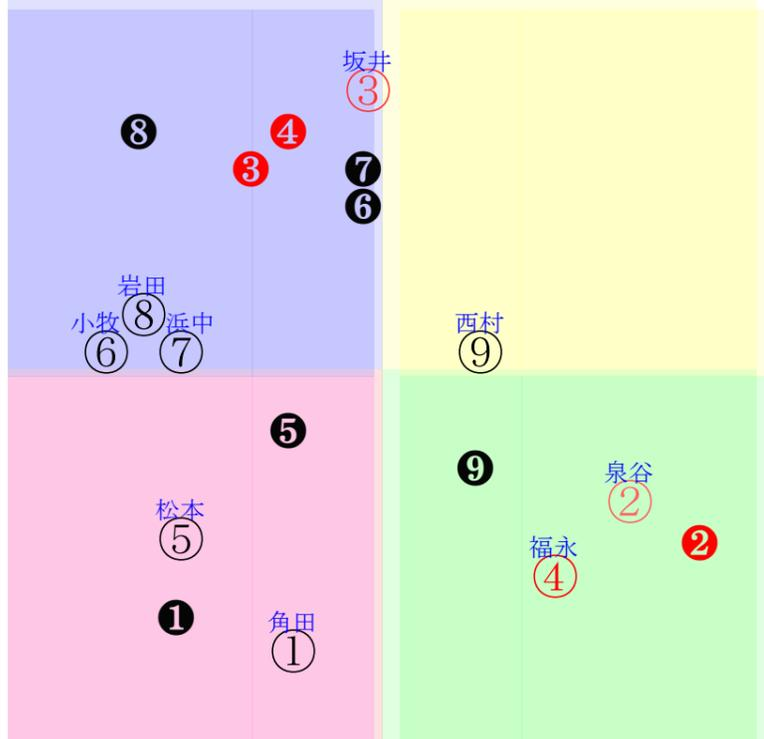 坂井
③
❽
❹
❸
❼
❻
岩田
⑧
小牧
⑥
浜中
⑦
西村
⑨
❺
❾
泉谷
②
松本
⑤
福永
④
❷
❶
角田
①